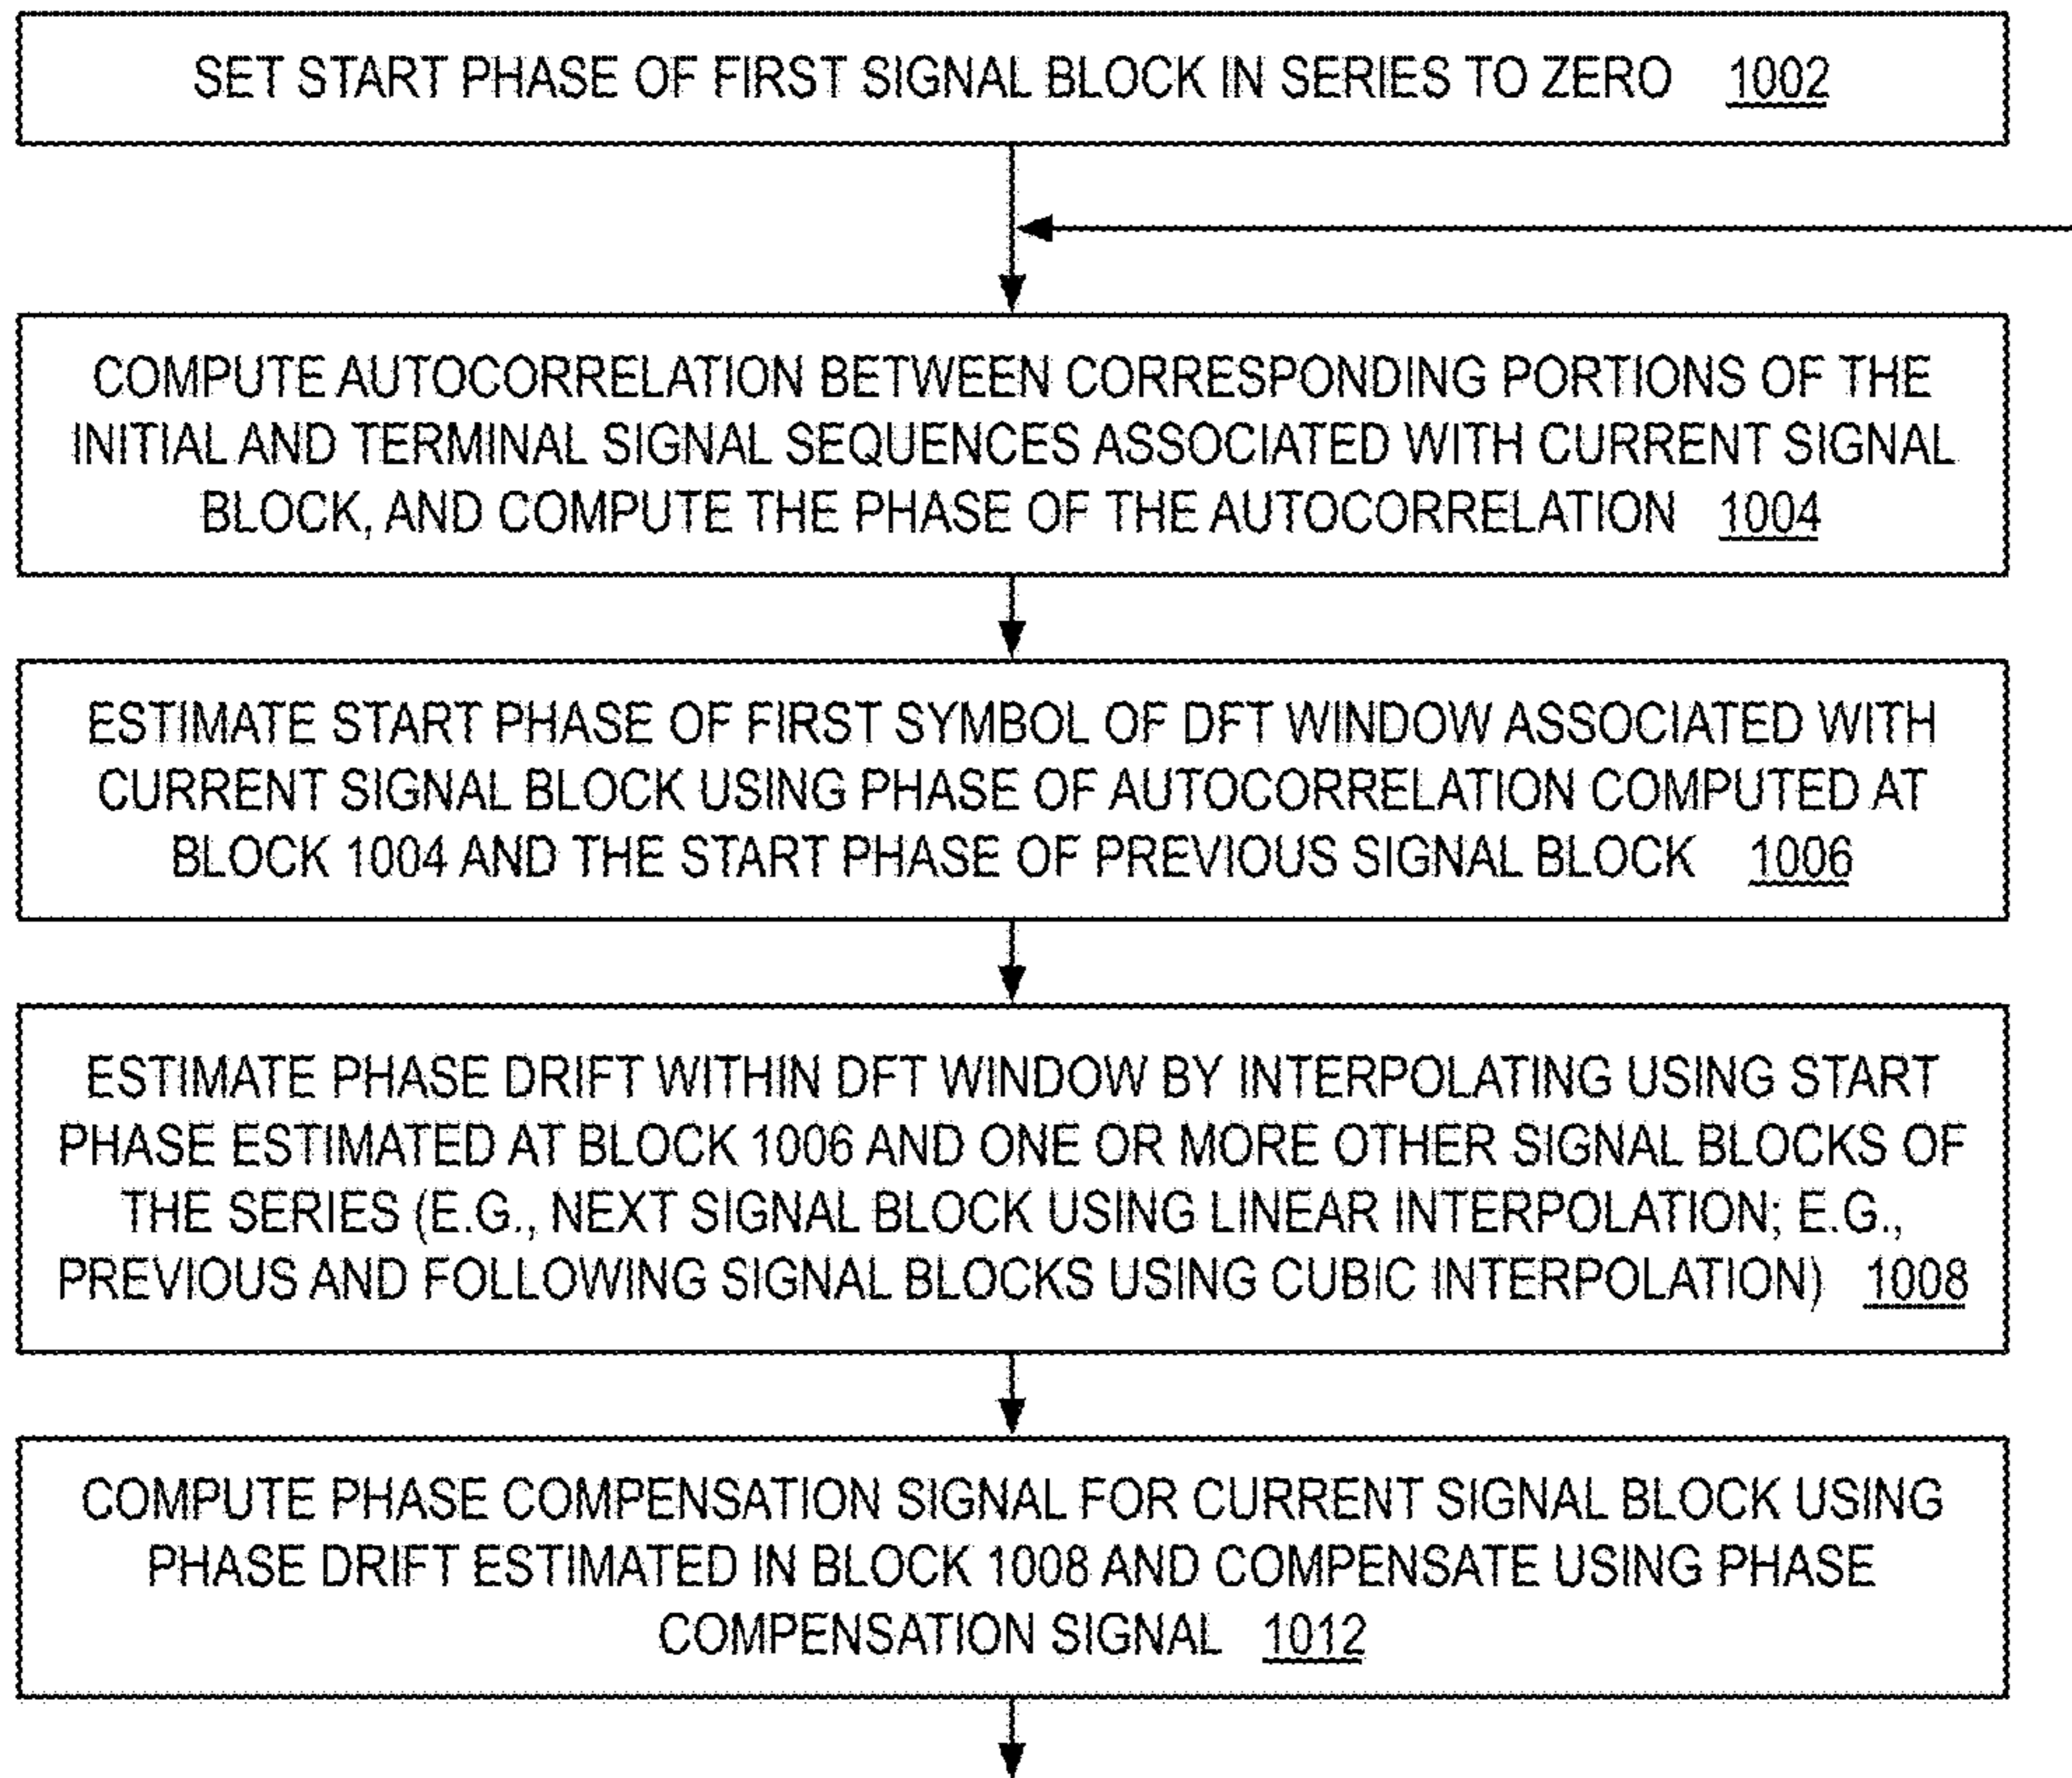 SET START PHASE OF FIRST SIGNAL BLOCK IN SERIES TO ZERO 1002
COMPUTE AUTOCORRELATION BETWEEN CORRESPONDING PORTIONS OF THE
INITIAL AND TERMINAL SIGNAL SEQUENCES ASSOCIATED WITH CURRENT SIGNAL
BLOCK, AND COMPUTE THE PHASE OF THE AUTOCORRELATION 1004
ESTIMATE START PHASE OF FIRST SYMBOL OF DFT WINDOW ASSOCIATED WITH
CURRENT SIGNAL BLOCK USING PHASE OF AUTOCORRELATION COMPUTED AT
BLOCK 1004 AND THE START PHASE OF PREVIOUS SIGNAL BLOCK 1006
ESTIMATE PHASE DRIFT WITHIN DFT WINDOW BY INTERPOLATING USING START
PHASE ESTIMATED AT BLOCK 1006 AND ONE OR MORE OTHER SIGNAL BLOCKS OF
THE SERIES (E.G., NEXT SIGNAL BLOCK USING LINEAR INTERPOLATION; E.G.,
PREVIOUS AND FOLLOWING SIGNAL BLOCKS USING CUBIC INTERPOLATION) 1008
COMPUTE PHASE COMPENSATION SIGNAL FOR CURRENT SIGNAL BLOCK USING
PHASE DRIFT ESTIMATED IN BLOCK 1008 AND COMPENSATE USING PHASE
COMPENSATION SIGNAL 1012